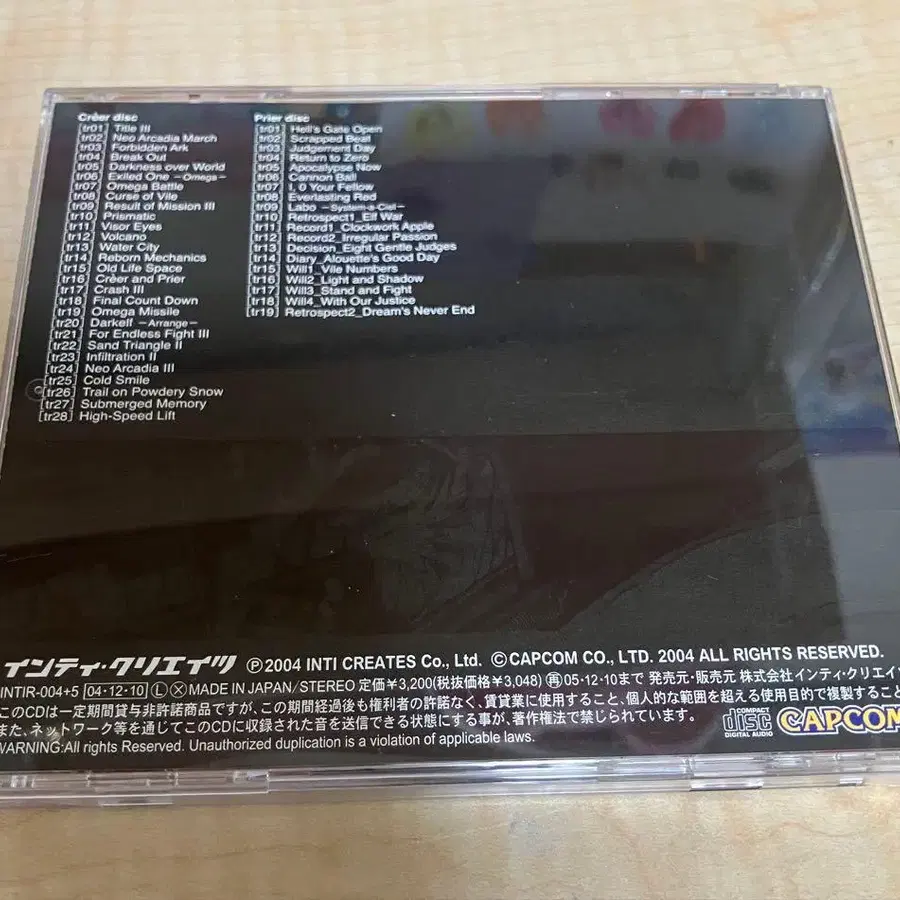 Créer disc
[tr01] Title III
[tr02] Neo Arcadia March
[tr03] Forbidden Ark
[tr04] Break Out
[tr05] Darkness over World
[tr06] Exiled One –Omega–
[tr07] Omega Battle
[tr08] Curse of Vile
[tr09] Result of Mission III
[tr10] Prismatic
[tr11] Visor Eyes
[tr12] Volcano
[tr13] Water City
[tr14] Reborn Mechanics
[tr15] Old Life Space
[tr16] Crèer and Prier
[tr17] Crash III
[tr18] Final Count Down
[tr19] Omega Missile
[tr20] Darkelf –Arrange–
[tr21] For Endless Fight III
[tr22] Sand Triangle II
[tr23] Infiltration II
[tr24] Neo Arcadia III
[tr25] Cold Smile
[tr26] Trail on Powdery Snow
[tr27] Submerged Memory
[tr28] High-Speed Lift
Prier disc
[tr01] Hell's Gate Open
[tr02] Scrapped Beat
[tr03] Judgement Day
[tr04] Return to Zero
[tr05] Apocalypse Now
[tr06] Cannon Ball
[tr07] I, 0 Your Fellow
[tr08] Everlasting Red
[tr09] Labo –System-a-Ciel–
[tr10] Retrospect1_Elf War
[tr11] Record1_Clockwork Apple
[tr12] Record2_Irregular Passion
[tr13] Decision_Eight Gentle Judges
[tr14] Diary_Alouette's Good Day
[tr15] Will1_Vile Numbers
[tr16] Will2_Light and Shadow
[tr17] Will3_Stand and Fight
[tr18] Will4_With Our Justice
[tr19] Retrospect2_Dream's Never End
インティ・クリエイツ ℗2004 INTI CREATES Co., Ltd. ©CAPCOM CO., LTD. 2004 ALL RIGHTS RESERVED.
INTIR-004+5 04・12・10 Ⓛ Ⓧ MADE IN JAPAN/STEREO 定価¥3,200(税抜価格¥3,048) 再05・12・10まで 発売元・販売元 株式会社インティ・クリエイツ
このCDは一定期間貸与非許諾商品ですが、この期間経過後も権利者の許諾なく、賃貸業に使用すること、個人的な範囲を超える使用目的で複製すること、
また、ネットワーク等を通じてこのCDに収録された音を送信できる状態にする事が、著作権法で禁じられています。
WARNING:All rights Reserved. Unauthorized duplication is a violation of applicable laws.
COMPACT disc DIGITAL AUDIO
CAPCOM